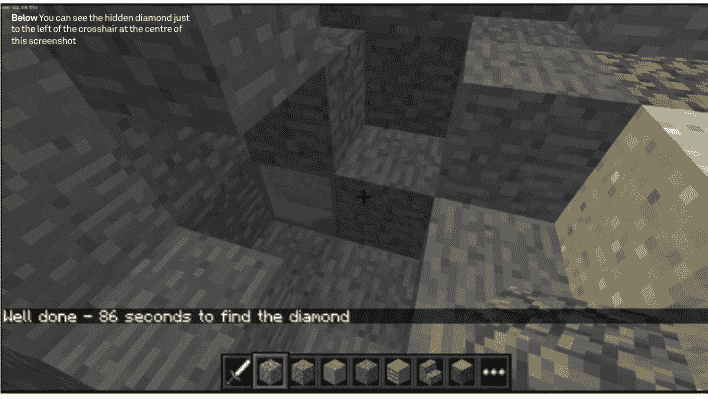 Below You can see the hidden diamond just
to the left of the crosshair at the centre of
this screenshot
Well done - 86 seconds to find the diamond